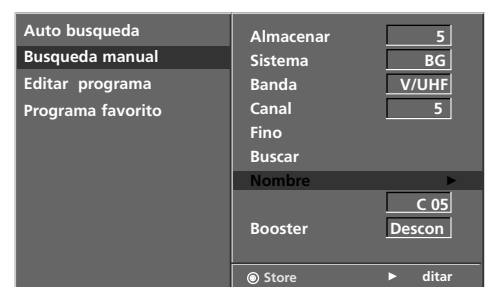 Auto busqueda
Busqueda manual
Editar programa
Programa favorito
Almacenar 5
Sistema BG
Banda V/UHF
Canal 5
Fino
Buscar
Nombre ►
C 05
Booster Descon
◉ Store ► ditar